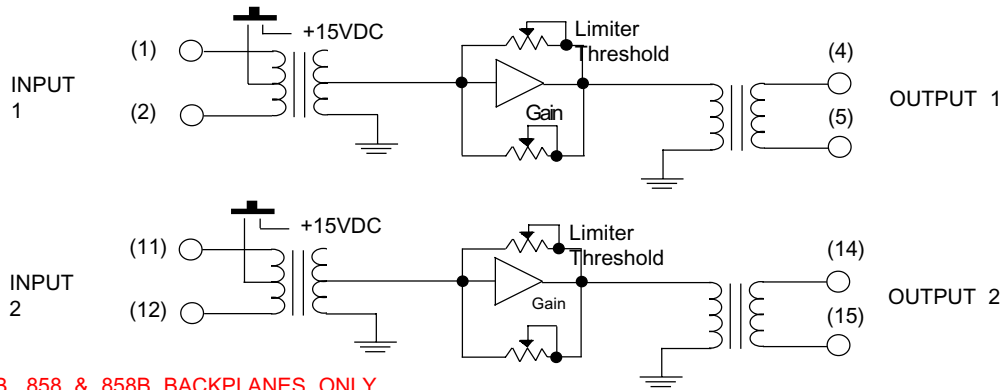 +15VDC
Limiter
Threshold
(1)
(4)
INPUT
1
OUTPUT 1
(2)
Gain
(5)
+15VDC
Limiter
Threshold
(11)
(14)
INPUT
2
OUTPUT 2
(12)
Gain
(15)
858 & 858B BACKPLANES ONLY